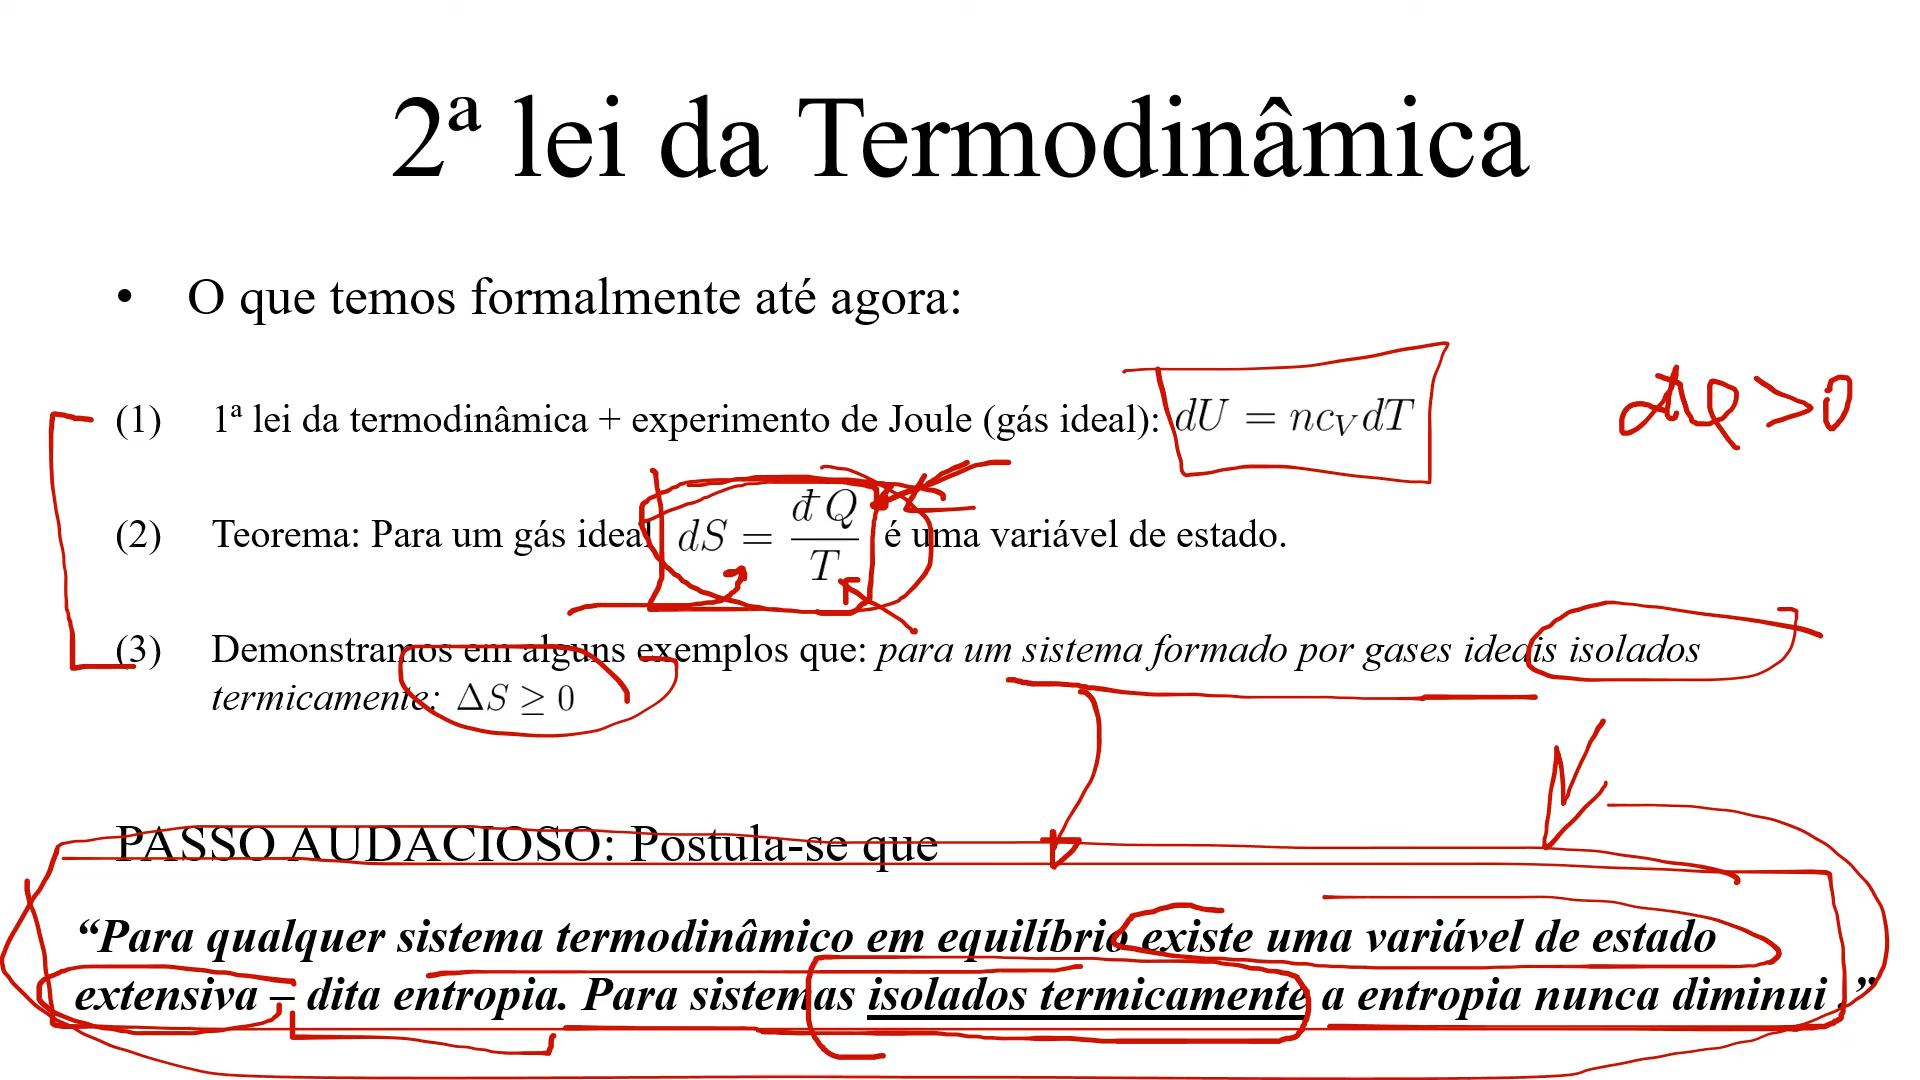 2ª lei da Termodinâmica
• O que temos formalmente até agora:
(1) 1ª lei da termodinâmica + experimento de Joule (gás ideal): dU = nc_V dT
đQ > 0
(2) Teorema: Para um gás ideal dS = đQ/T é uma variável de estado.
(3) Demonstramos em alguns exemplos que: para um sistema formado por gases ideais isolados
termicamente: ΔS ≥ 0
PASSO AUDACIOSO: Postula-se que
“Para qualquer sistema termodinâmico em equilíbrio existe uma variável de estado
extensiva – dita entropia. Para sistemas isolados termicamente a entropia nunca diminui .”